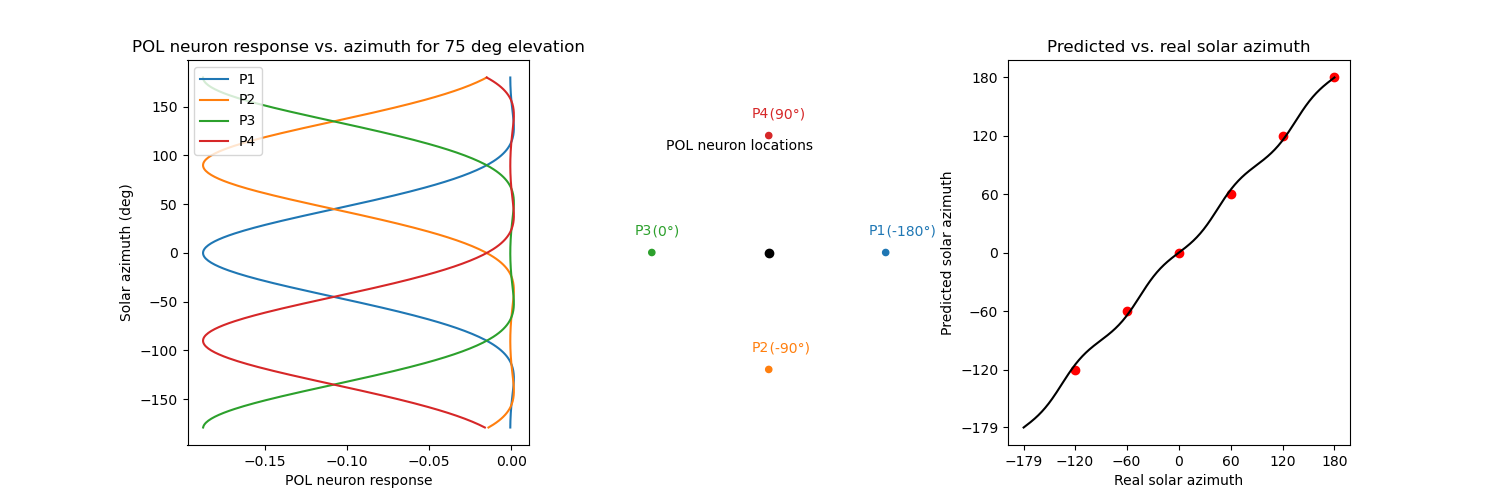 POL neuron response vs. azimuth for 75 deg elevation
P1
P2
P3
P4
150
100
50
0
−50
−100
−150
Solar azimuth (deg)
−0.15 −0.10 −0.05 0.00
POL neuron response
P4(90°)
POL neuron locations
P3(0°)
P1(-180°)
P2(-90°)
Predicted vs. real solar azimuth
180
120
60
0
−60
−120
−179
Predicted solar azimuth
−179 −120 −60 0 60 120 180
Real solar azimuth